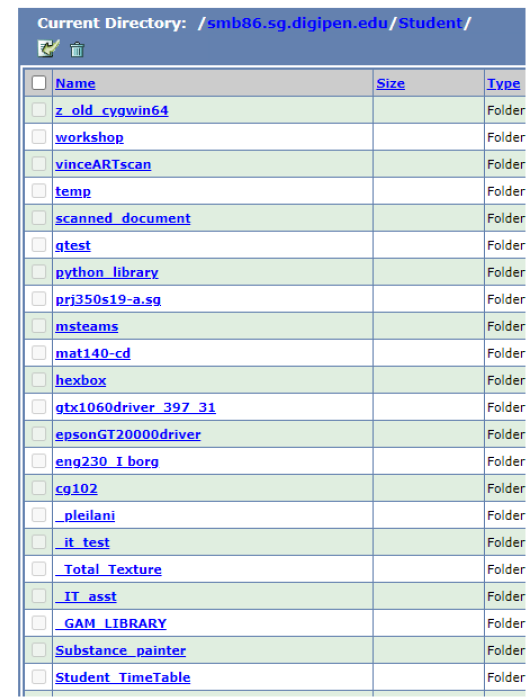 Current Directory: /smb86.sg.digipen.edu/Student/
Name Size Type
z_old_cygwin64 Folder
workshop Folder
vinceARTscan Folder
temp Folder
scanned_document Folder
qtest Folder
python_library Folder
prj350s19-a.sg Folder
msteams Folder
mat140-cd Folder
hexbox Folder
gtx1060driver_397_31 Folder
epsonGT20000driver Folder
eng230_I borg Folder
cg102 Folder
_pleilani Folder
_it_test Folder
_Total_Texture Folder
_IT_asst Folder
_GAM_LIBRARY Folder
Substance_painter Folder
Student_TimeTable Folder